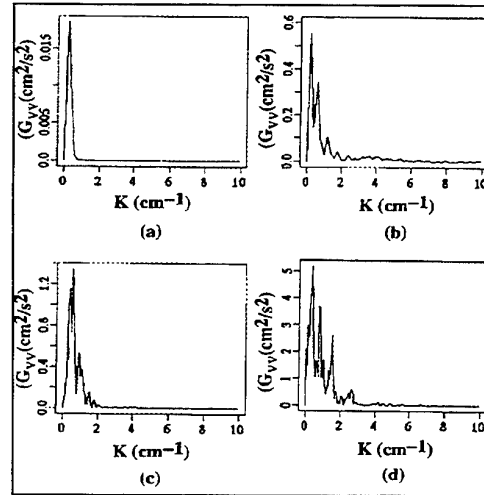 (G_VV(cm²/s²)
0.015
0.005
0.0
0 2 4 6 8 10
K (cm⁻¹)
(a)
(G_VV(cm²/s²)
0.6
0.4
0.2
0.0
0 2 4 6 8 10
K (cm⁻¹)
(b)
(G_VV(cm²/s²)
1.2
0.8
0.4
0.0
0 2 4 6 8 10
K (cm⁻¹)
(c)
(G_VV(cm²/s²)
5
4
3
2
1
0
0 2 4 6 8 10
K (cm⁻¹)
(d)